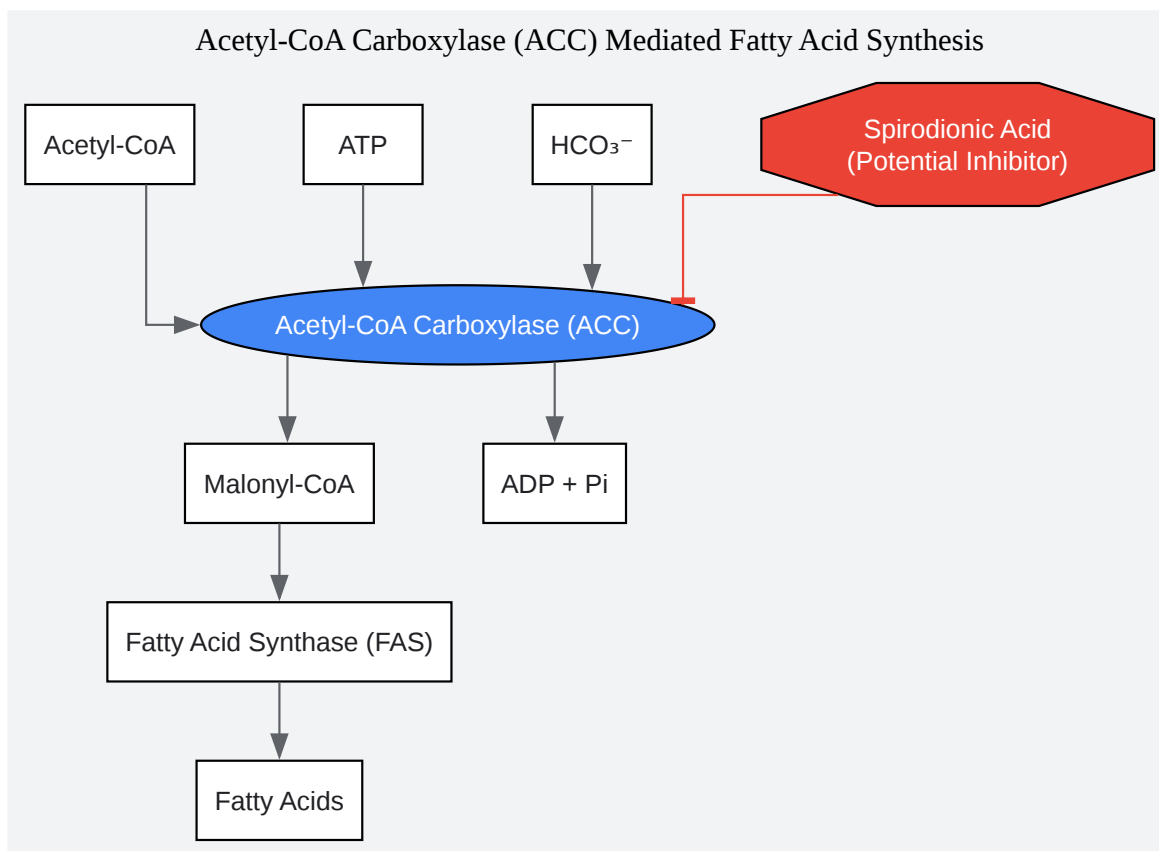 Acetyl-CoA Carboxylase (ACC) Mediated Fatty Acid Synthesis
Acetyl-CoA
ATP
HCO₃⁻
Spirodionic Acid
(Potential Inhibitor)
Acetyl-CoA Carboxylase (ACC)
Malonyl-CoA
ADP + Pi
Fatty Acid Synthase (FAS)
Fatty Acids